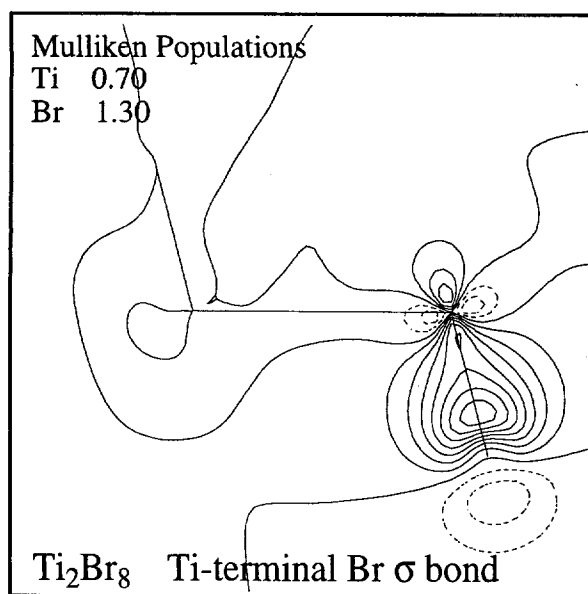 Mulliken Populations
Ti 0.70
Br 1.30
Ti₂Br₈ Ti-terminal Br σ bond